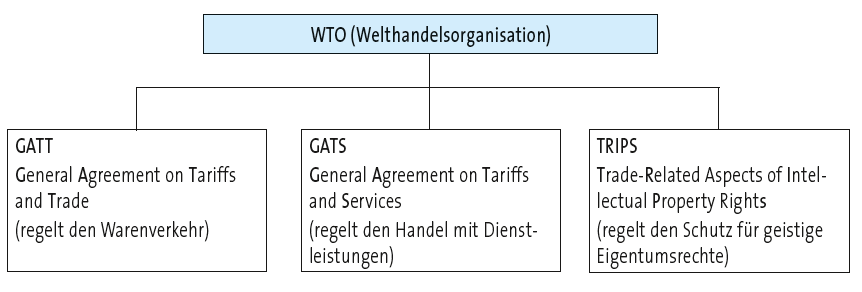 WTO (Welthandelsorganisation)
GATT
General Agreement on Tariffs
and Trade
(regelt den Warenverkehr)
GATS
General Agreement on Tariffs
and Services
(regelt den Handel mit Dienst-
leistungen)
TRIPS
Trade-Related Aspects of Intel-
lectual Property Rights
(regelt den Schutz für geistige
Eigentumsrechte)